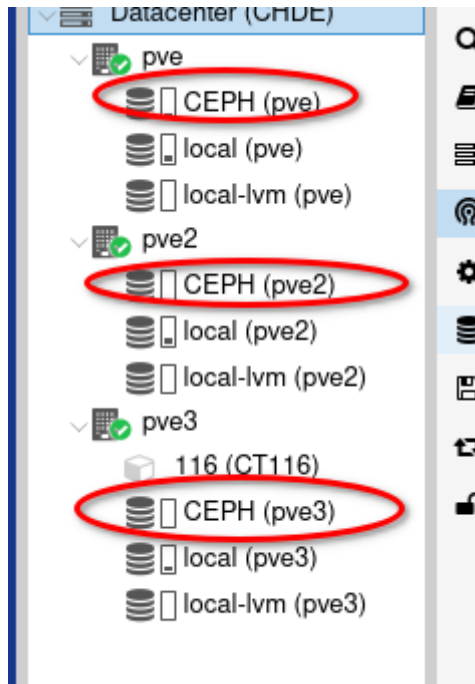 Datacenter (CHDE)
pve
CEPH (pve)
local (pve)
local-lvm (pve)
pve2
CEPH (pve2)
local (pve2)
local-lvm (pve2)
pve3
116 (CT116)
CEPH (pve3)
local (pve3)
local-lvm (pve3)